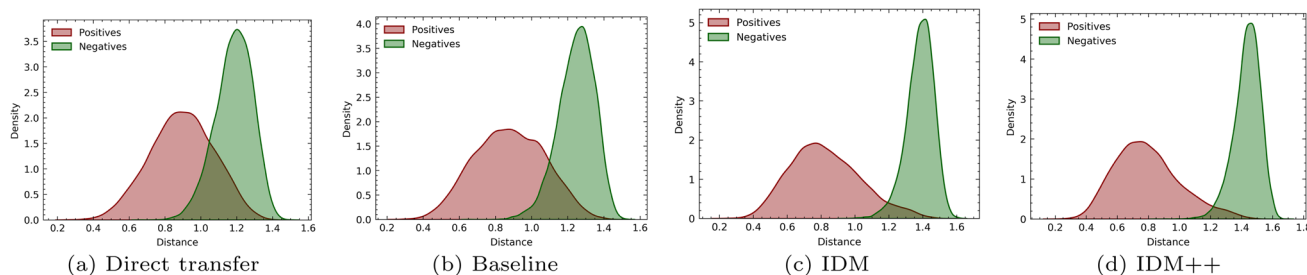 Positives
Negatives
Density
3.5
3.0
2.5
2.0
1.5
1.0
0.5
0.0
0.2 0.4 0.6 0.8 1.0 1.2 1.4 1.6
Distance
(a) Direct transfer
Positives
Negatives
Density
4.0
3.5
3.0
2.5
2.0
1.5
1.0
0.5
0.0
0.2 0.4 0.6 0.8 1.0 1.2 1.4 1.6
Distance
(b) Baseline
Positives
Negatives
Density
5
4
3
2
1
0
0.2 0.4 0.6 0.8 1.0 1.2 1.4 1.6
Distance
(c) IDM
Positives
Negatives
Density
5
4
3
2
1
0
0.2 0.4 0.6 0.8 1.0 1.2 1.4 1.6 1.8
Distance
(d) IDM++